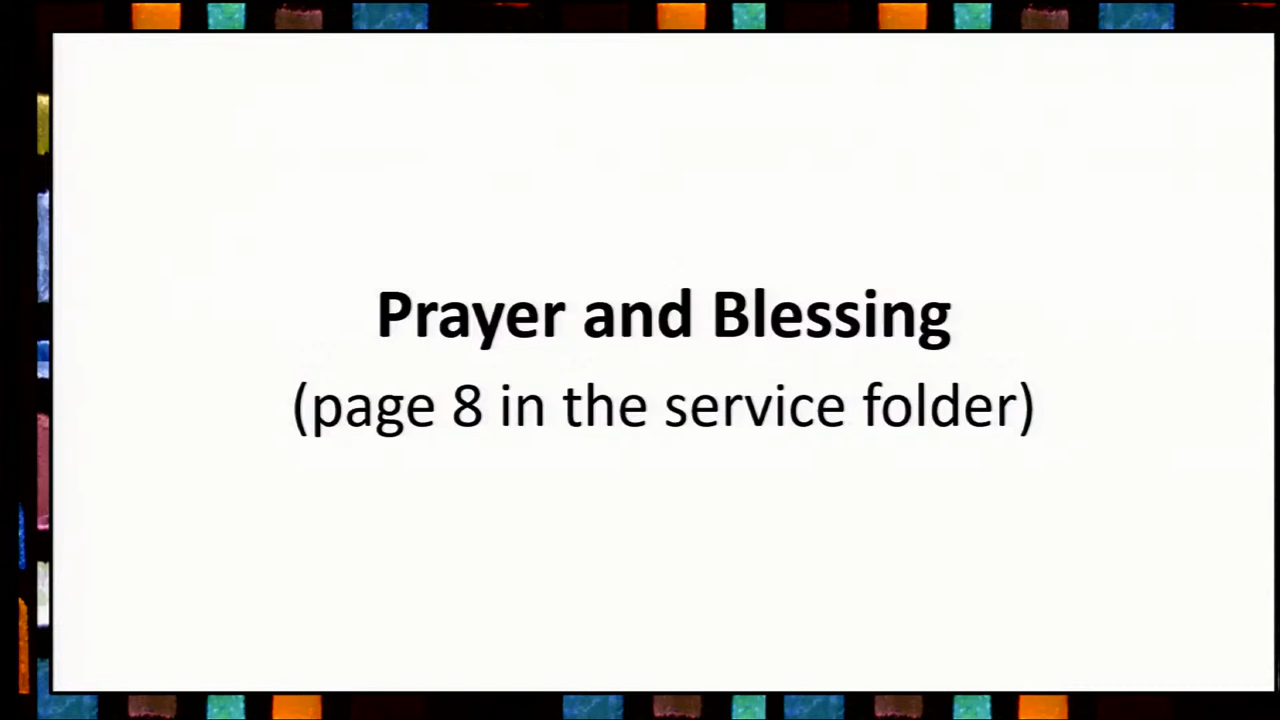 Prayer and Blessing
(page 8 in the service folder)